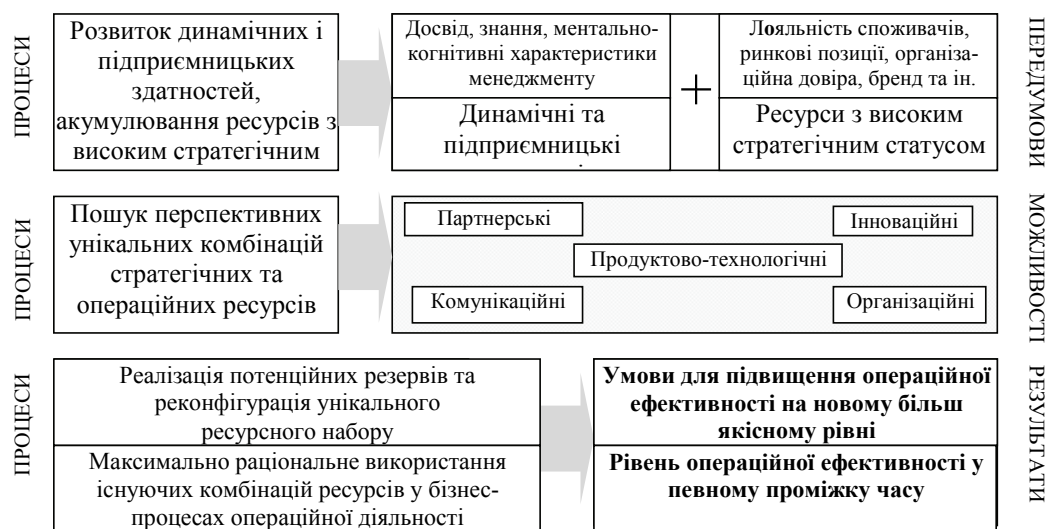 ПРОЦЕСИ
Розвиток динамічних і
підприємницьких
здатностей,
акумулювання ресурсів з
високим стратегічним
Досвід, знання, ментально-
когнітивні характеристики
менеджменту
Динамічні та
підприємницькі
+
Лояльність споживачів,
ринкові позиції, організа-
ційна довіра, бренд та ін.
Ресурси з високим
стратегічним статусом
ПЕРЕДУМОВИ
ПРОЦЕСИ
Пошук перспективних
унікальних комбінацій
стратегічних та
операційних ресурсів
Партнерські
Інноваційні
Продуктово-технологічні
Комунікаційні
Організаційні
МОЖЛИВОСТІ
ПРОЦЕСИ
Реалізація потенційних резервів та
реконфігурація унікального
ресурсного набору
Максимально раціональне використання
існуючих комбінацій ресурсів у бізнес-
процесах операційної діяльності
Умови для підвищення операційної
ефективності на новому більш
якісному рівні
Рівень операційної ефективності у
певному проміжку часу
РЕЗУЛЬТАТИ